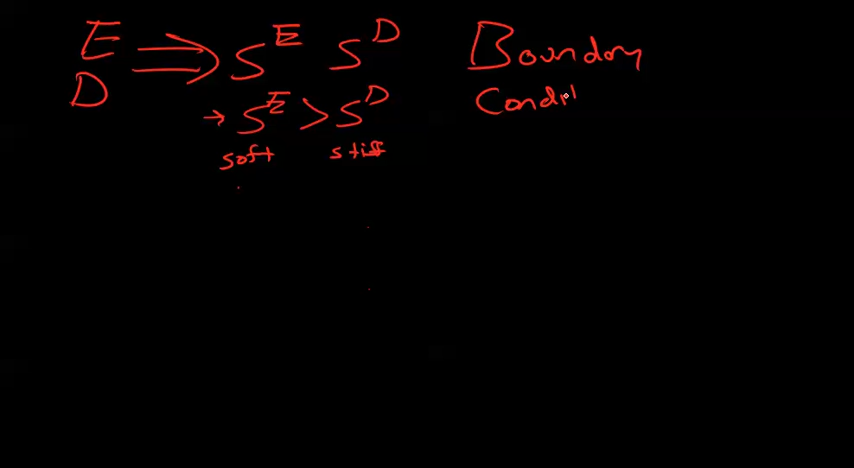 E ⇒ S^E S^D
D
→ S^E > S^D
soft stiff
Boundary
Condi